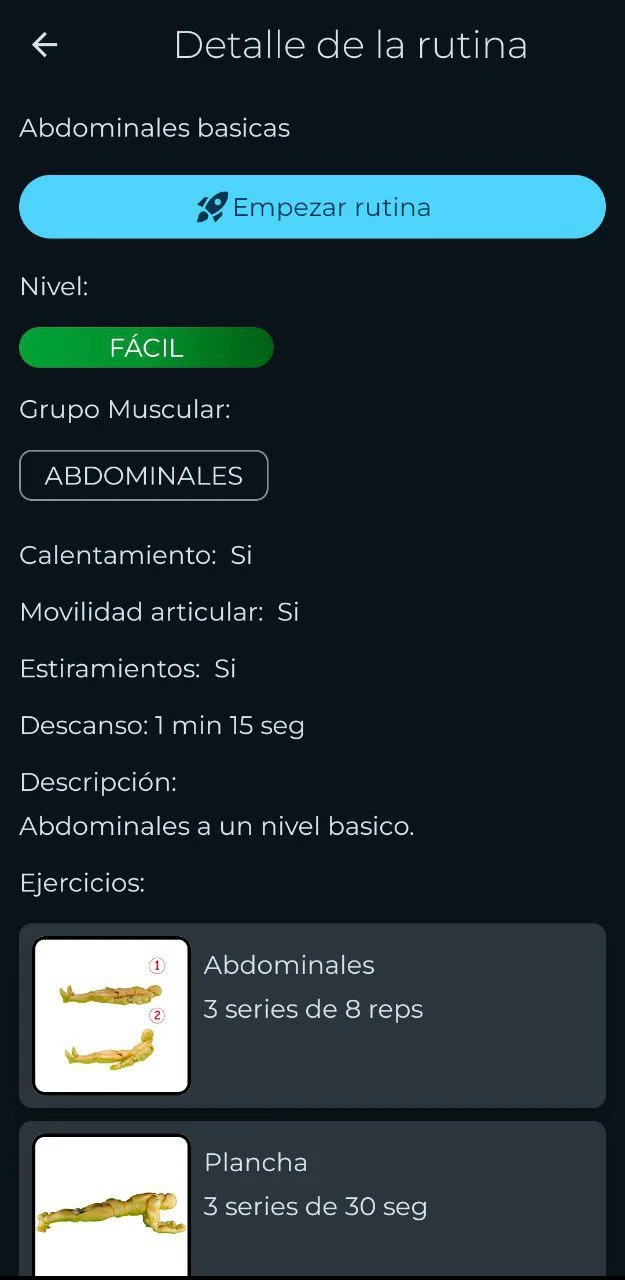 Detalle de la rutina
Abdominales basicas
Empezar rutina
Nivel:
FÁCIL
Grupo Muscular:
ABDOMINALES
Calentamiento: Si
Movilidad articular: Si
Estiramientos: Si
Descanso: 1 min 15 seg
Descripción:
Abdominales a un nivel basico.
Ejercicios:
1
Abdominales
2
3 series de 8 reps
Plancha
3 series de 30 seg